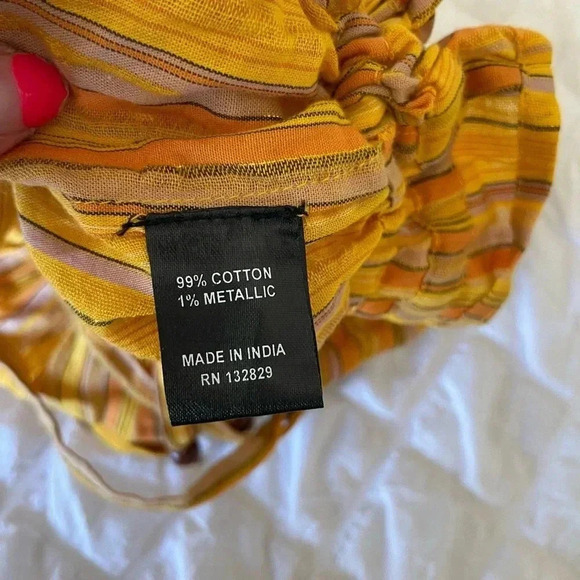 99% COTTON
1% METALLIC
MADE IN INDIA
RN 132829